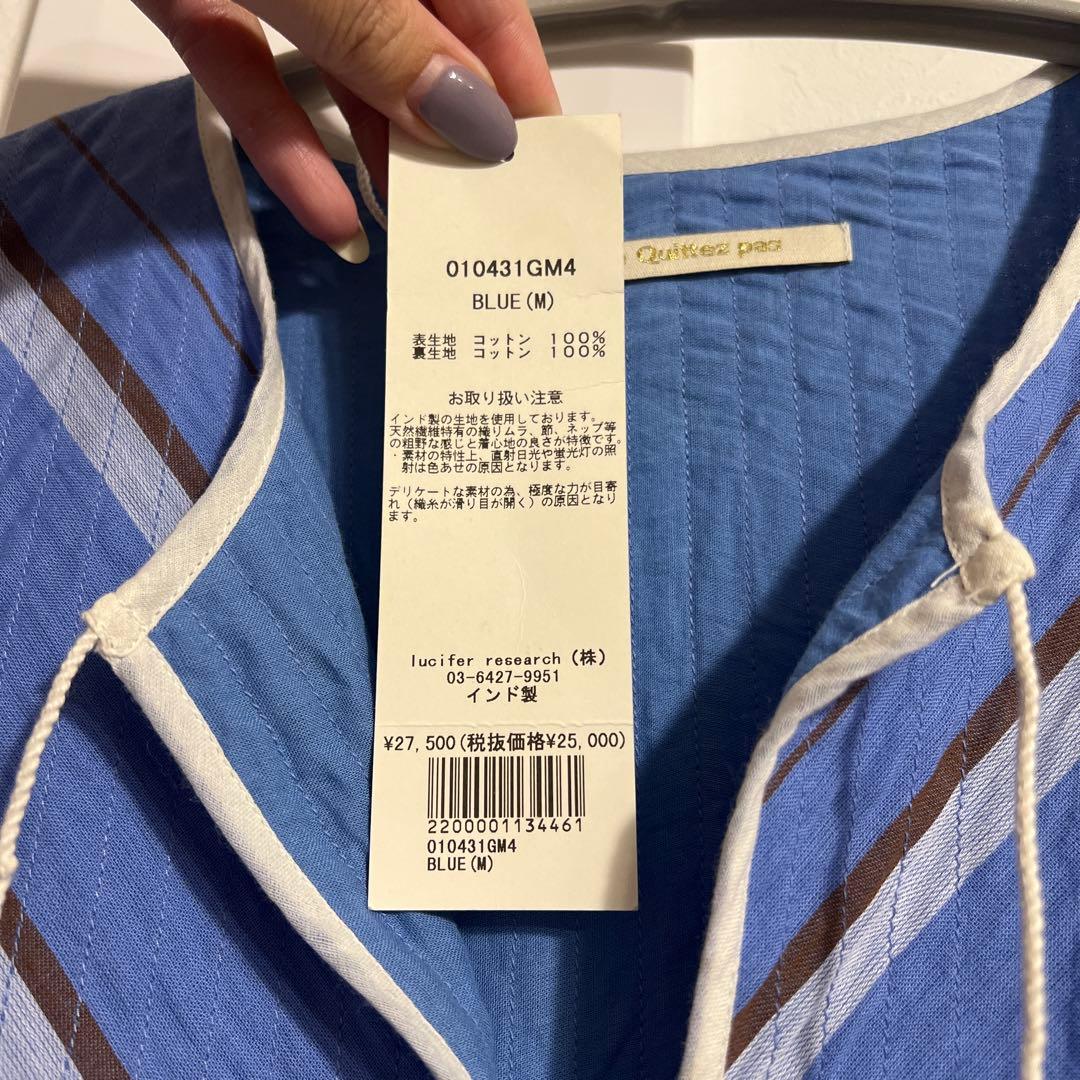 010431GM4
BLUE(M)
表生地 コットン 100%
裏生地 コットン 100%
お取り扱い注意
インド製の生地を使用しております。
天然繊維特有の織りムラ、節、ネップ等
の粗野な感じと着心地の良さが特徴です。
・素材の特性上、直射日光や蛍光灯の照
射は色あせの原因となります。
デリケートな素材の為、極度な力が目寄
れ（織糸が滑り目が開く）の原因となり
ます。
lucifer research（株）
03-6427-9951
インド製
¥27,500(税抜価格¥25,000)
2200001134461
010431GM4
BLUE(M)
Quittez pas